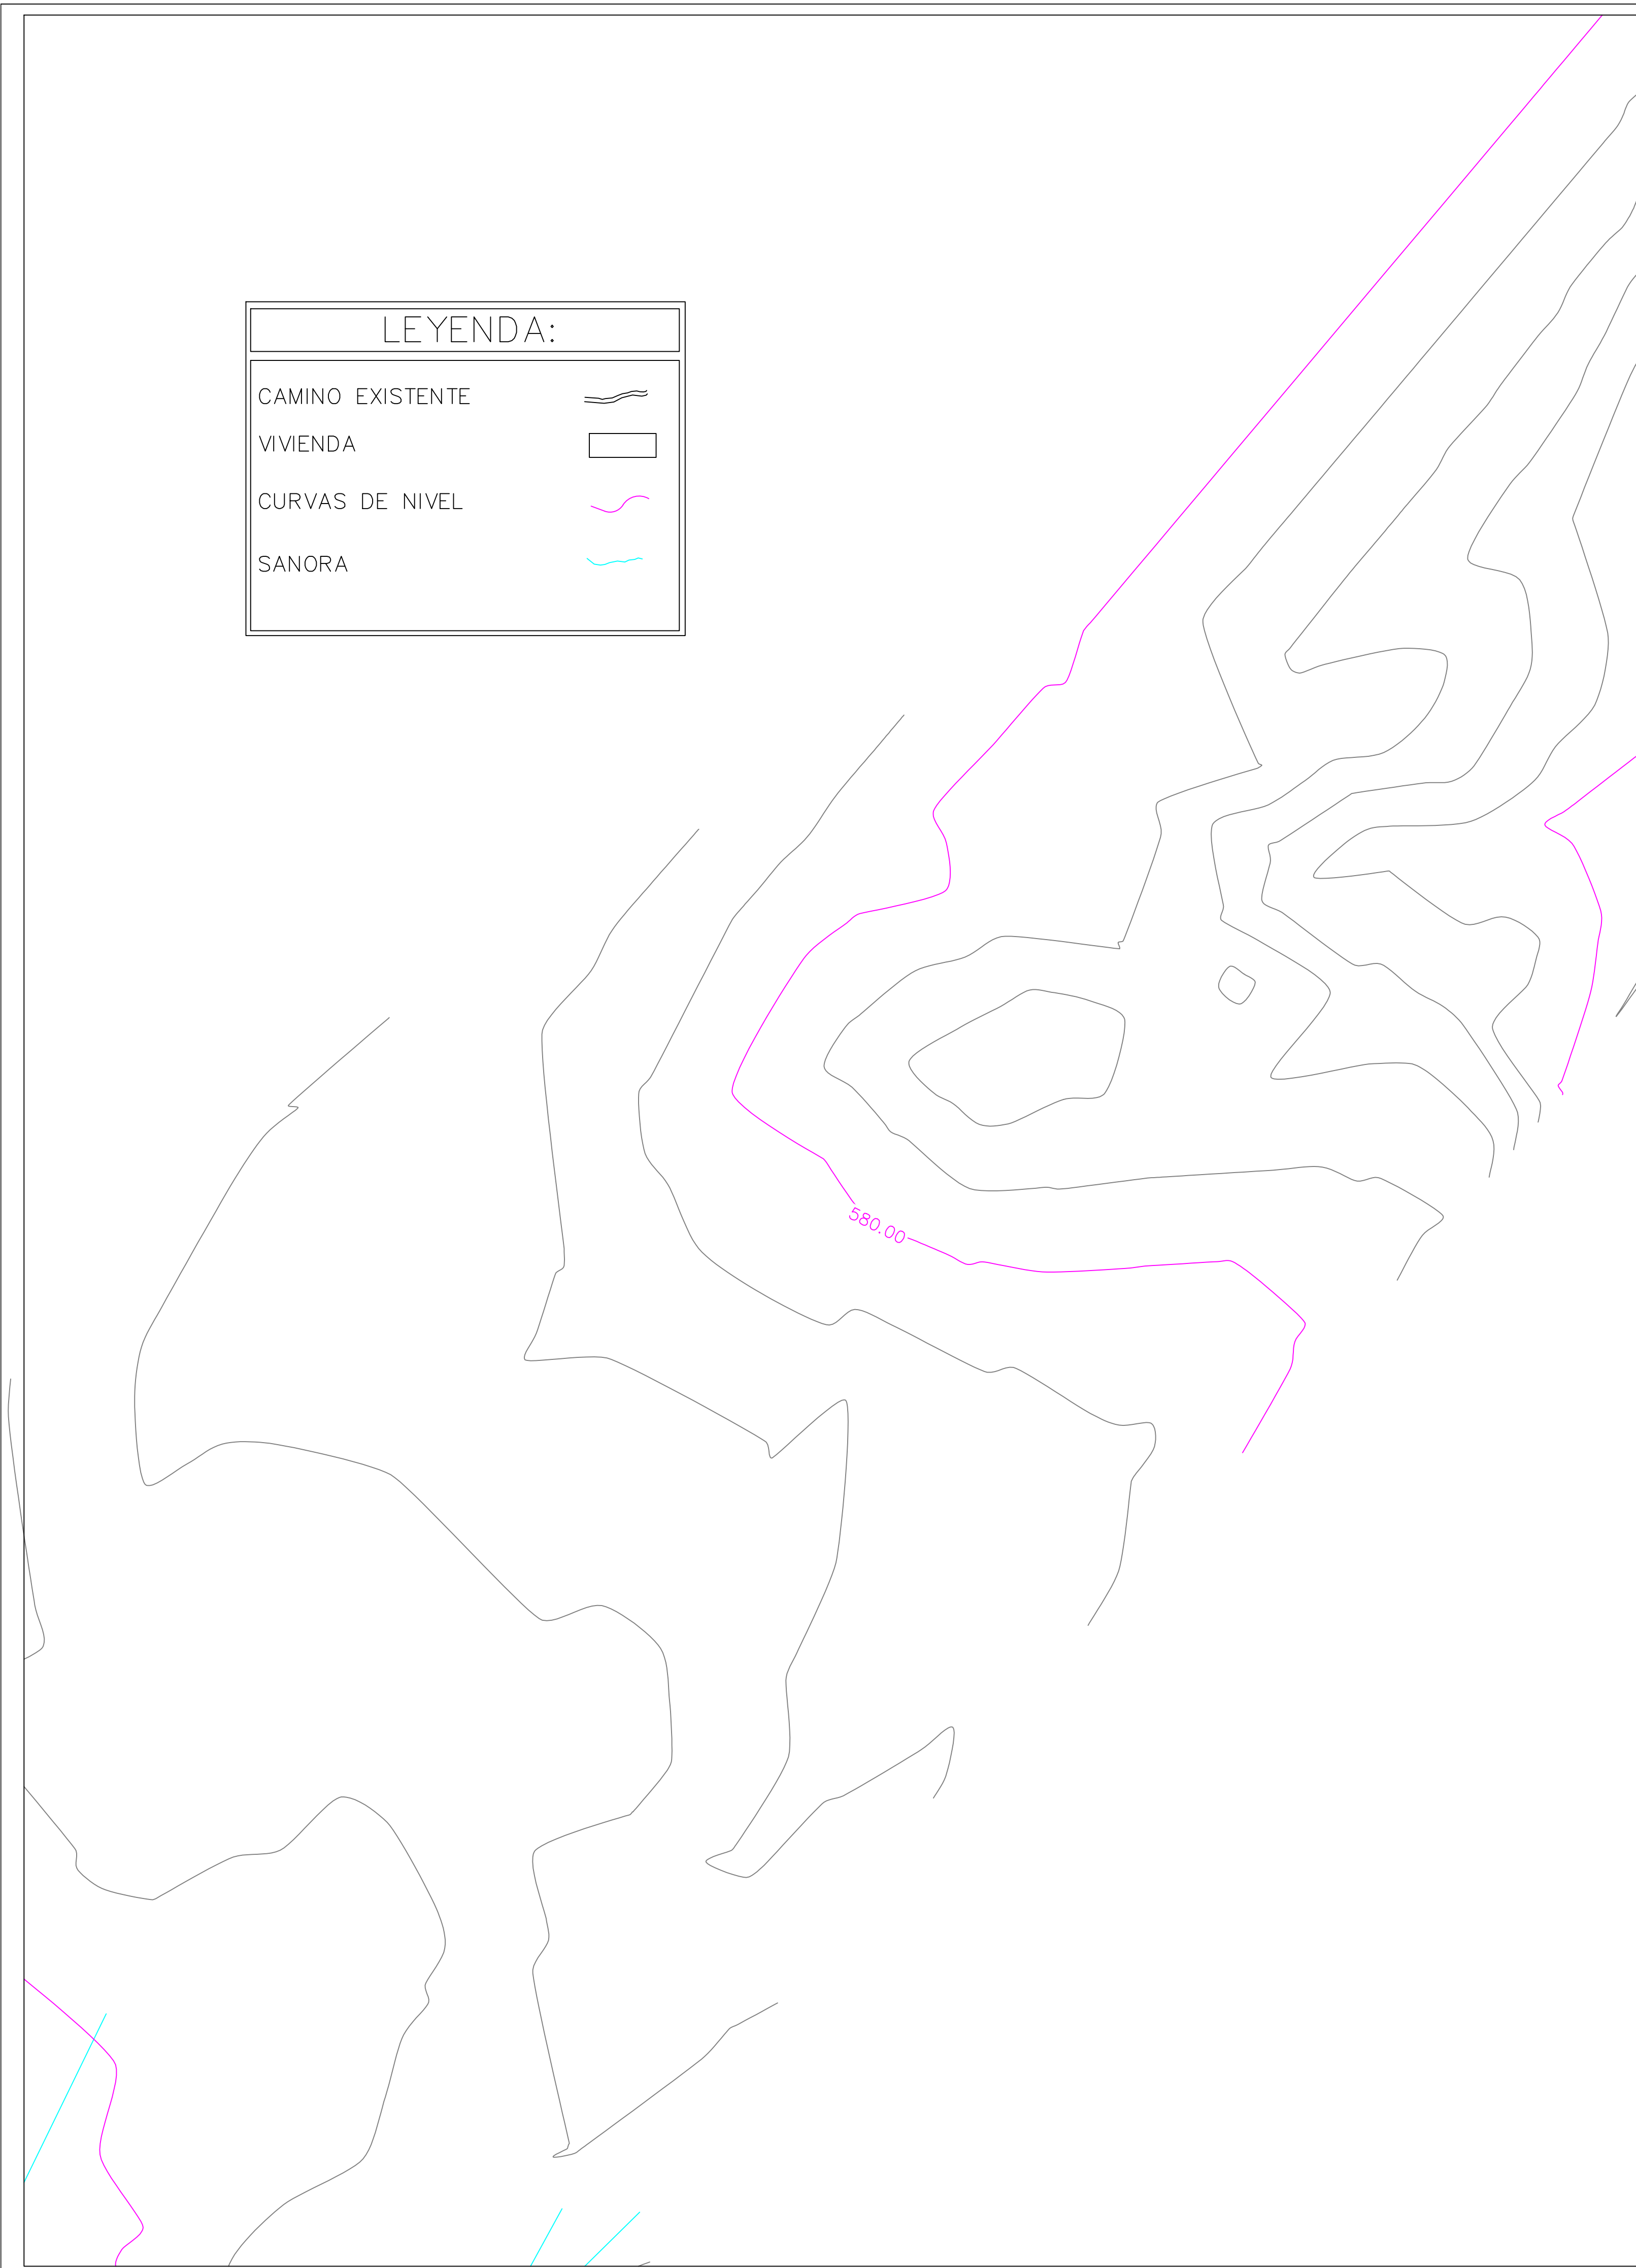 LEYENDA:
CAMINO EXISTENTE
VIVIENDA
CURVAS DE NIVEL
SANORA
580.00